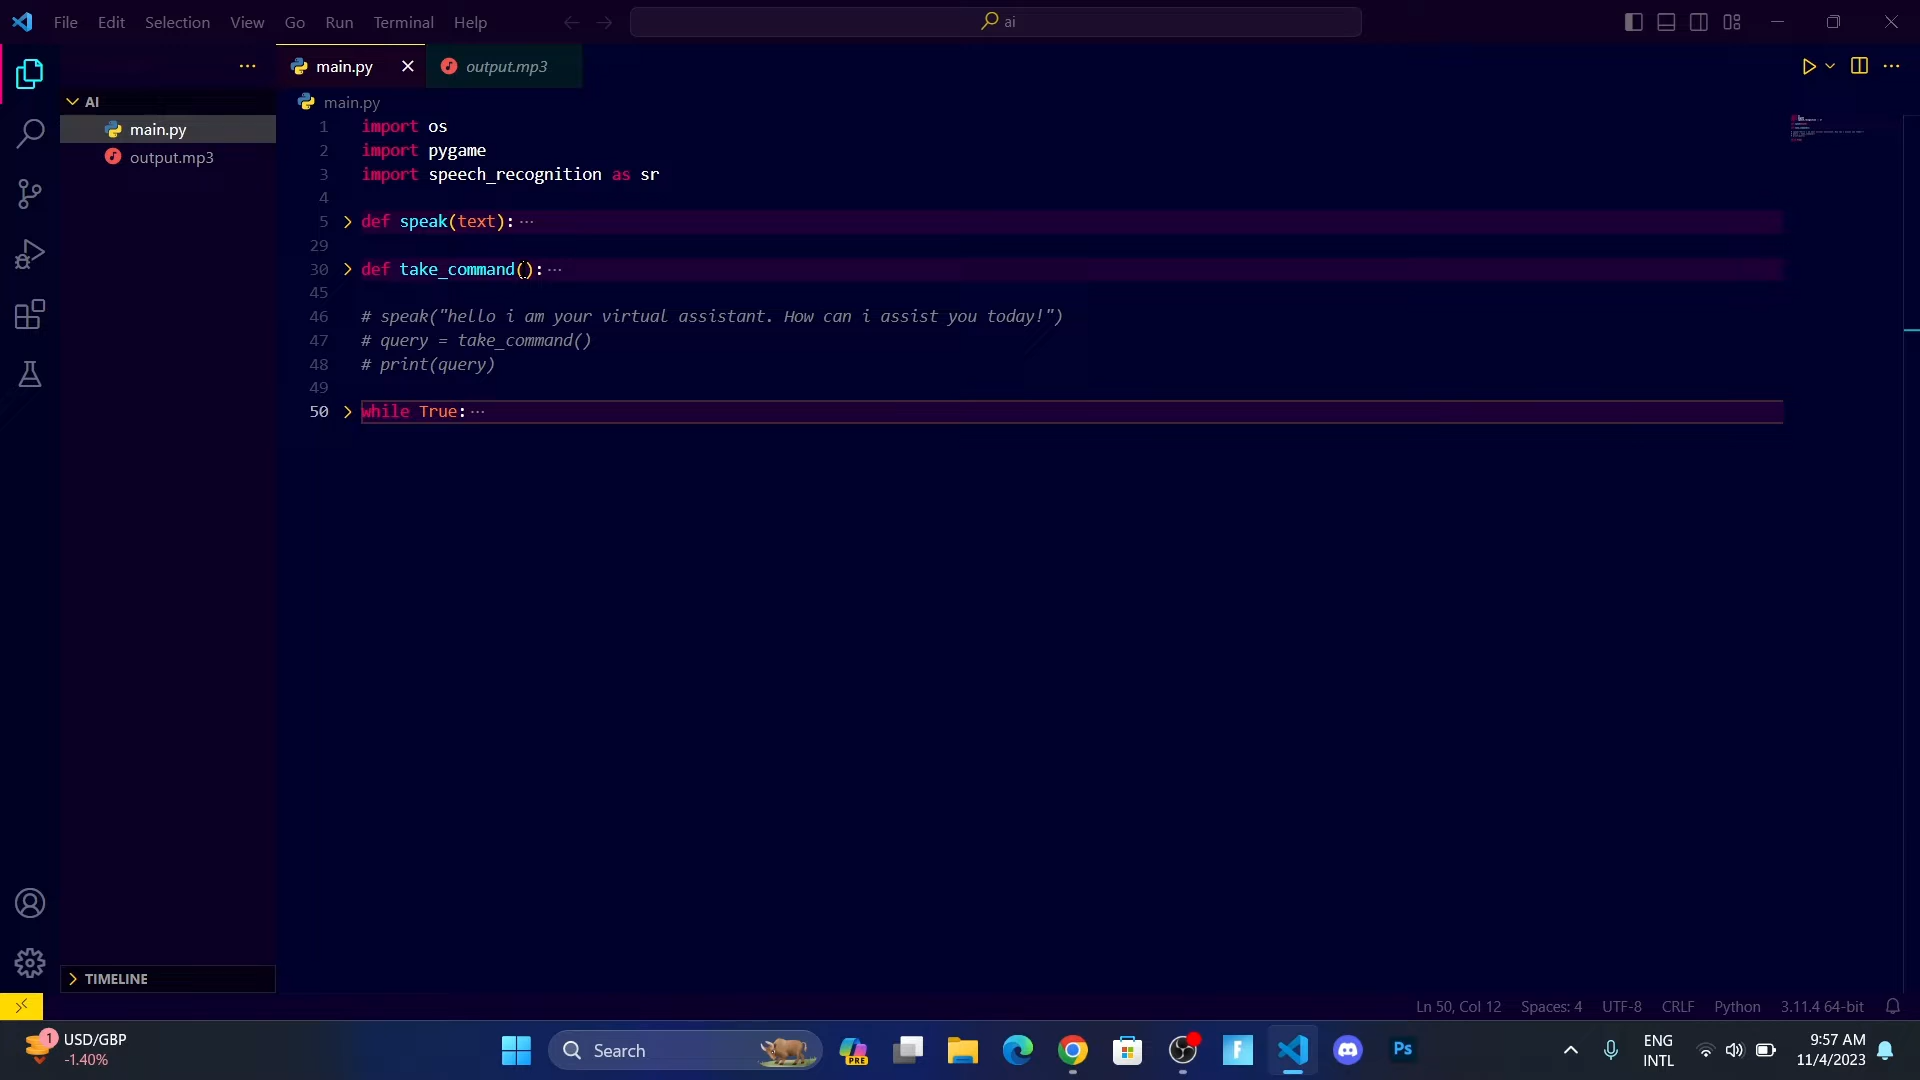 File Edit Selection View Go Run Terminal Help ai
main.py output.mp3
AI
main.py
output.mp3
main.py
1 import os
2 import pygame
3 import speech_recognition as sr
4
5 def speak(text):···
29
30 def take_command():···
45
46 # speak("hello i am your virtual assistant. How can i assist you today!")
47 # query = take_command()
48 # print(query)
49
50 while True:···
TIMELINE
Ln 50, Col 12 Spaces: 4 UTF-8 CRLF Python 3.11.4 64-bit
1 USD/GBP
-1.40%
Search
PRE
F
Ps
ENG
INTL
9:57 AM
11/4/2023